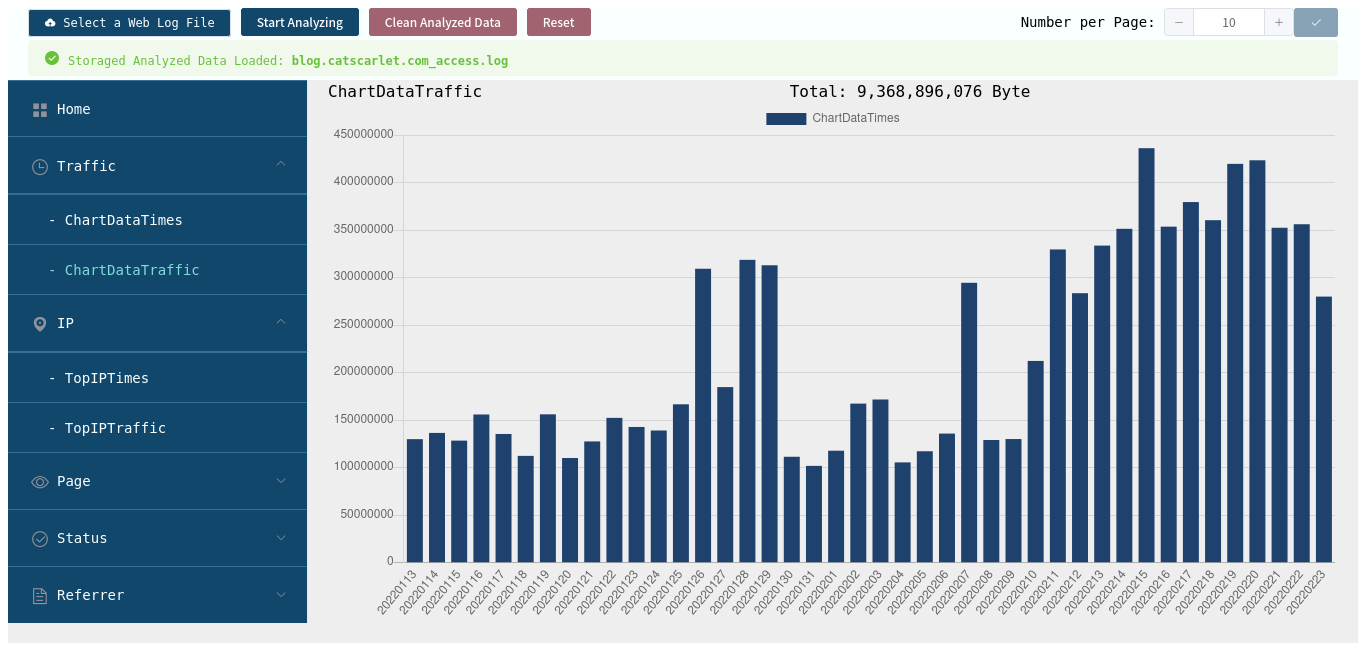 Select a Web Log File Start Analyzing Clean Analyzed Data Reset Number per Page: − 10 +
Storaged Analyzed Data Loaded: blog.catscarlet.com_access.log
Home
Traffic
- ChartDataTimes
- ChartDataTraffic
IP
- TopIPTimes
- TopIPTraffic
Page
Status
Referrer
ChartDataTraffic Total: 9,368,896,076 Byte
ChartDataTimes
450000000
400000000
350000000
300000000
250000000
200000000
150000000
100000000
50000000
0
20220113 20220114 20220115 20220116 20220117 20220118 20220119 20220120 20220121 20220122 20220123 20220124 20220125 20220126 20220127 20220128 20220129 20220130 20220131 20220201 20220202 20220203 20220204 20220205 20220206 20220207 20220208 20220209 20220210 20220211 20220212 20220213 20220214 20220215 20220216 20220217 20220218 20220219 20220220 20220221 20220222 20220223